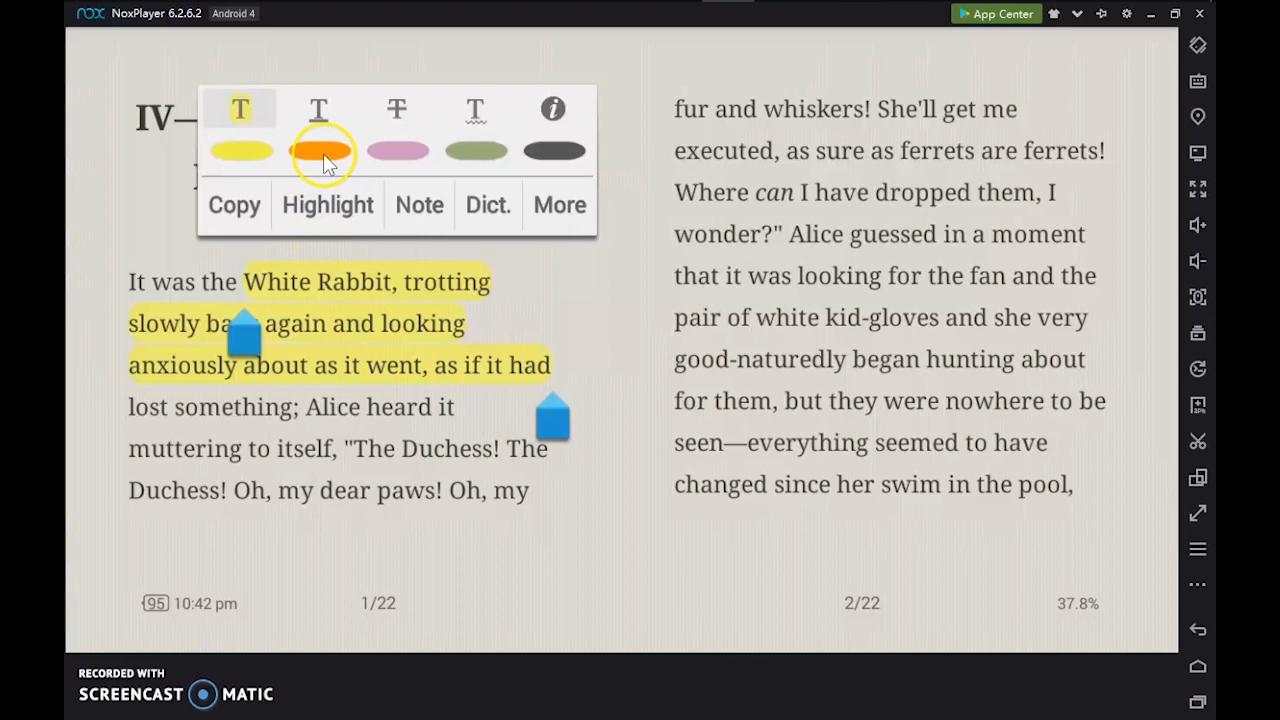 nox NoxPlayer 6.2.6.2 Android 4 App Center
IV—
T T T T i
Copy Highlight Note Dict. More
It was the White Rabbit, trotting
slowly ba again and looking
anxiously about as it went, as if it had
lost something; Alice heard it
muttering to itself, "The Duchess! The
Duchess! Oh, my dear paws! Oh, my
95 10:42 pm 1/22
fur and whiskers! She'll get me
executed, as sure as ferrets are ferrets!
Where can I have dropped them, I
wonder?" Alice guessed in a moment
that it was looking for the fan and the
pair of white kid-gloves and she very
good-naturedly began hunting about
for them, but they were nowhere to be
seen—everything seemed to have
changed since her swim in the pool,
2/22 37.8%
RECORDED WITH
SCREENCAST MATIC